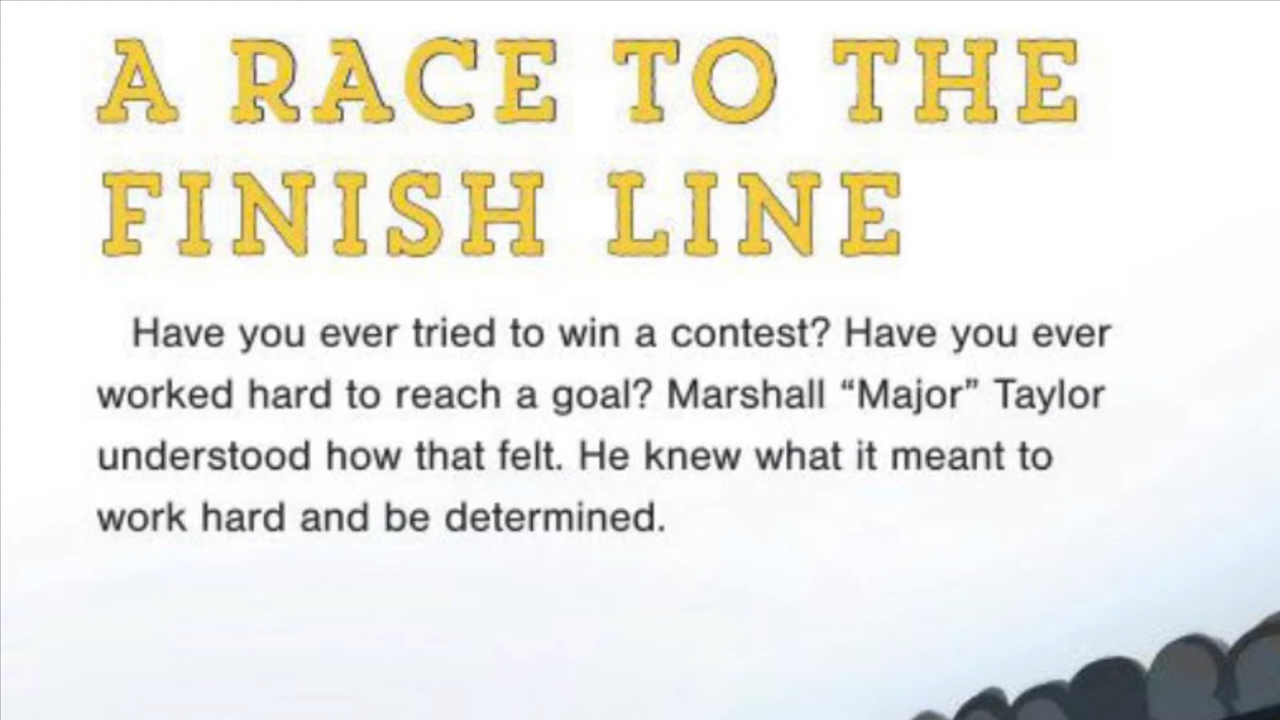 A RACE TO THE
FINISH LINE
Have you ever tried to win a contest? Have you ever
worked hard to reach a goal? Marshall “Major” Taylor
understood how that felt. He knew what it meant to
work hard and be determined.